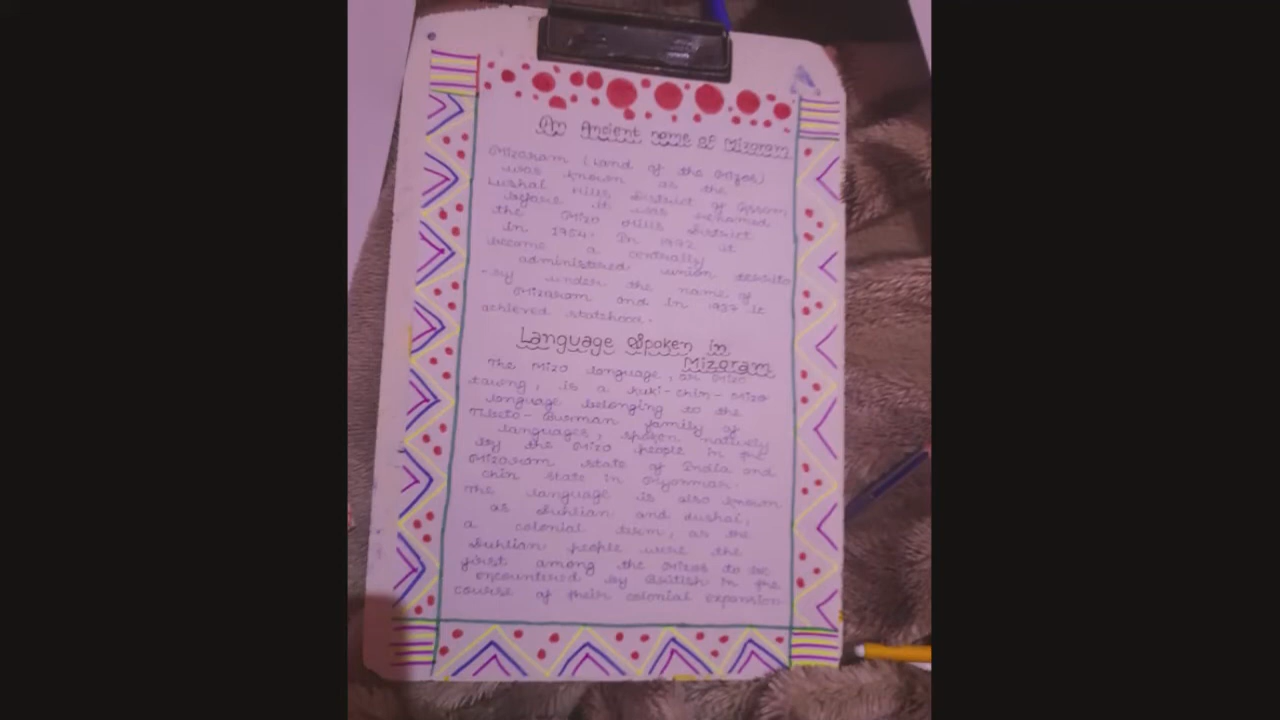 An Ancient name of Mizoram
Mizoram (Land of the Mizos)
was known as the
Lushai Hills District of Assam
before it was renamed
the Mizo Hills District
in 1954. In 1972 it
become a centrally
administered union territo
-ry under the name of
Mizoram and in 1987 it
achieved statehood.
Language Spoken in
Mizoram
The Mizo language, or Mizo
tawng, is a Kuki-Chin-Mizo
language belonging to the
Tibeto-Burman family of
languages, spoken natively
by the Mizo people in the
Mizoram state of India and
Chin State in Myanmar.
The language is also known
as Duhlian and Lushai,
a colonial term, as the
Duhlian people were the
first among the Mizos to be
encountered by British in the
course of their colonial expansion